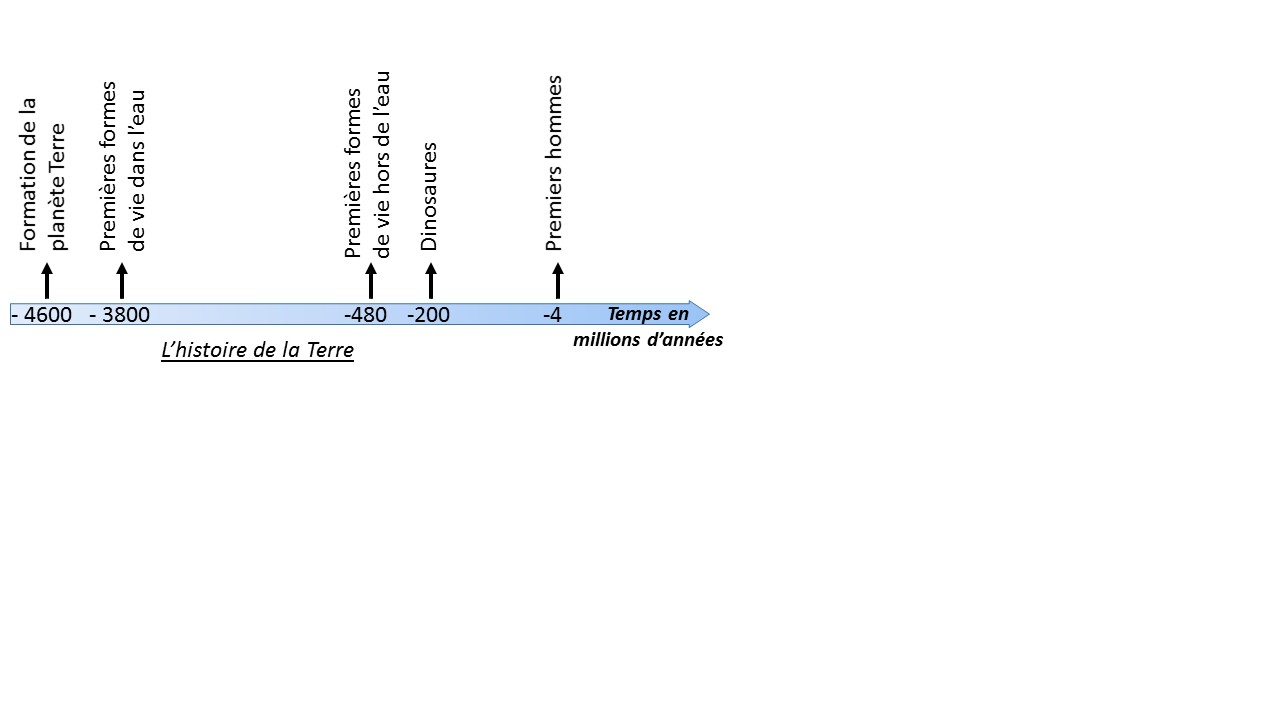 Formation de la
planète Terre
Premières formes
de vie dans l’eau
Premières formes
de vie hors de l’eau
Dinosaures
Premiers hommes
- 4600 - 3800 -480 -200 -4 Temps en
millions d’années
L’histoire de la Terre